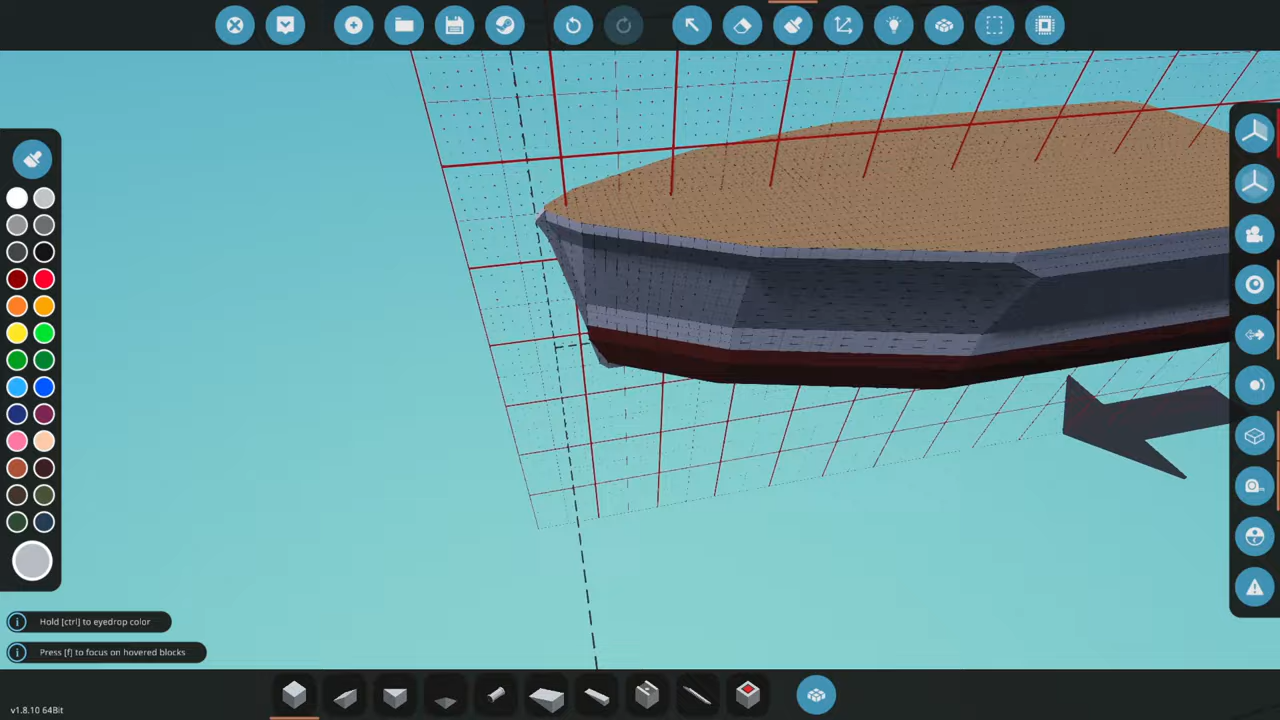 Hold [ctrl] to eyedrop color
Press [f] to focus on hovered blocks
v1.8.10 64Bit